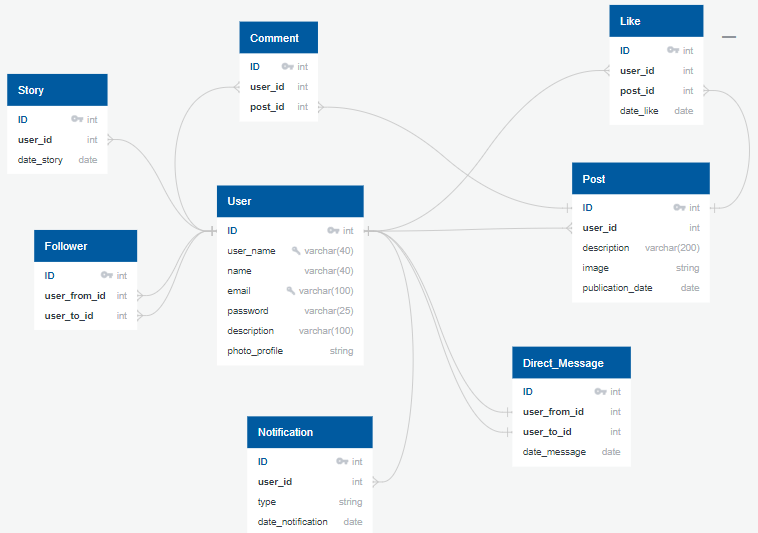 Story
ID int
user_id int
date_story date
Comment
ID int
user_id int
post_id int
Like
ID int
user_id int
post_id int
date_like date
User
ID int
user_name varchar(40)
name varchar(40)
email varchar(100)
password varchar(25)
description varchar(100)
photo_profile string
Post
ID int
user_id int
description varchar(200)
image string
publication_date date
Follower
ID int
user_from_id int
user_to_id int
Direct_Message
ID int
user_from_id int
user_to_id int
date_message date
Notification
ID int
user_id int
type string
date_notification date